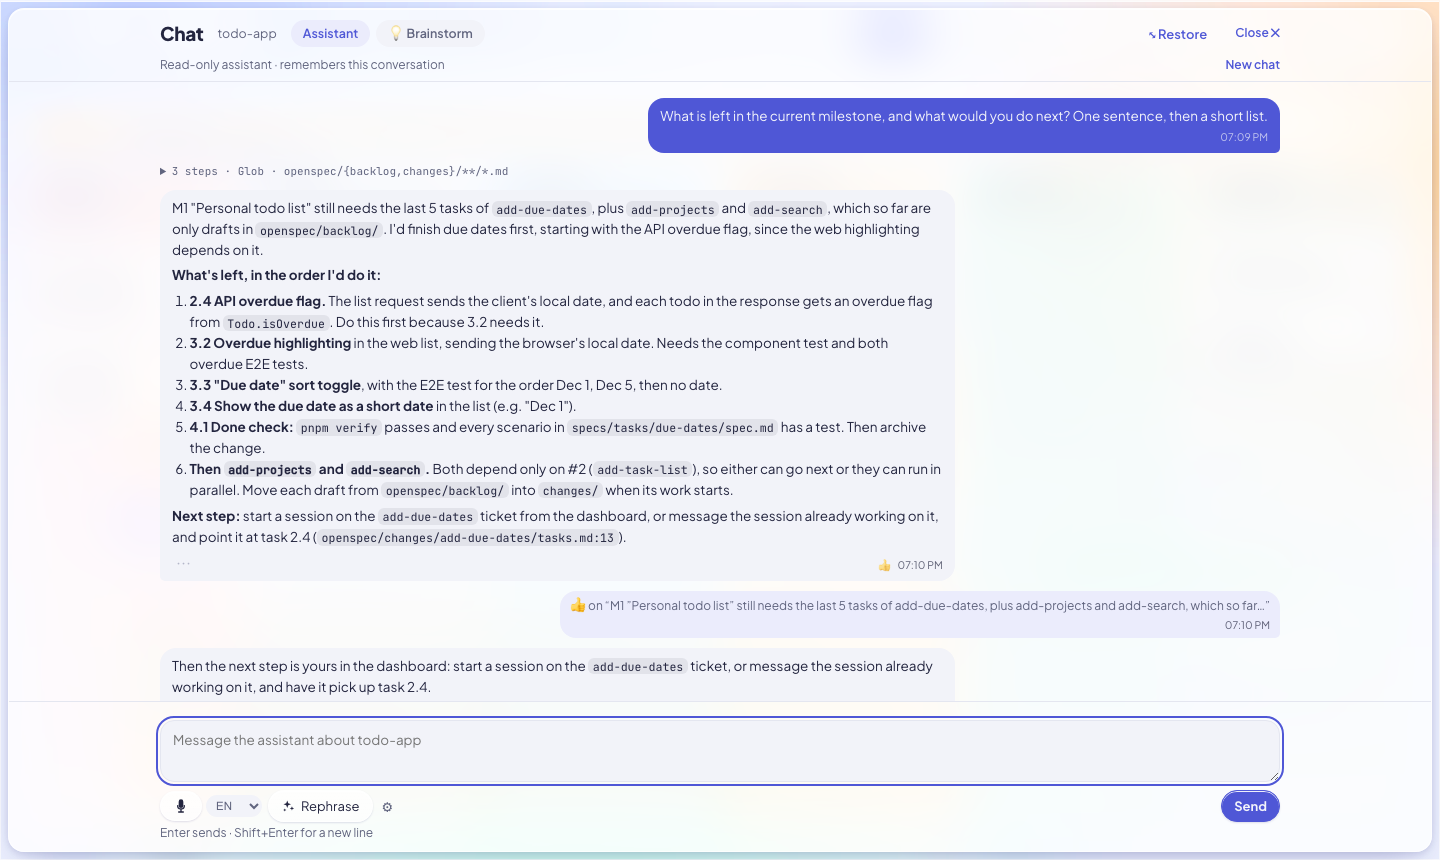 Chat todo-app Assistant 💡 Brainstorm Restore Close ✕
Read-only assistant · remembers this conversation New chat
What is left in the current milestone, and what would you do next? One sentence, then a short list.
07:09 PM
▶ 3 steps · Glob · openspec/{backlog,changes}/**/*.md
M1 "Personal todo list" still needs the last 5 tasks of add-due-dates, plus add-projects and add-search, which so far are
only drafts in openspec/backlog/. I'd finish due dates first, starting with the API overdue flag, since the web highlighting
depends on it.
What's left, in the order I'd do it:
1. 2.4 API overdue flag. The list request sends the client's local date, and each todo in the response gets an overdue flag
from Todo.isOverdue. Do this first because 3.2 needs it.
2. 3.2 Overdue highlighting in the web list, sending the browser's local date. Needs the component test and both
overdue E2E tests.
3. 3.3 "Due date" sort toggle, with the E2E test for the order Dec 1, Dec 5, then no date.
4. 3.4 Show the due date as a short date in the list (e.g. "Dec 1").
5. 4.1 Done check: pnpm verify passes and every scenario in specs/tasks/due-dates/spec.md has a test. Then archive
the change.
6. Then add-projects and add-search. Both depend only on #2 (add-task-list), so either can go next or they can run in
parallel. Move each draft from openspec/backlog/ into changes/ when its work starts.
Next step: start a session on the add-due-dates ticket from the dashboard, or message the session already working on it,
and point it at task 2.4 (openspec/changes/add-due-dates/tasks.md:13).
··· 👍 07:10 PM
👍 on “M1 "Personal todo list" still needs the last 5 tasks of add-due-dates, plus add-projects and add-search, which so far…”
07:10 PM
Then the next step is yours in the dashboard: start a session on the add-due-dates ticket, or message the session already
working on it, and have it pick up task 2.4.
Message the assistant about todo-app
EN Rephrase Send
Enter sends · Shift+Enter for a new line